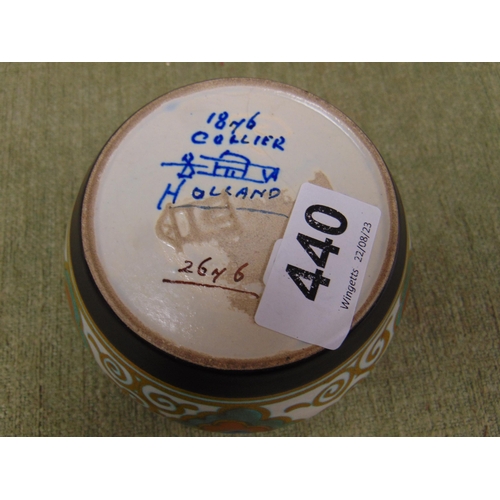 1846
COLLIER
HOLLAND
2646
440
Wingetts 22/08/23